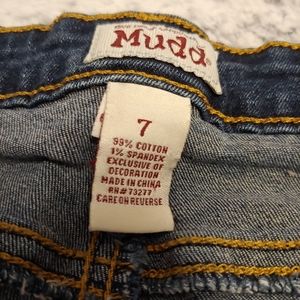 Mudd
7
99% COTTON
1% SPANDEX
EXCLUSIVE OF
DECORATION
MADE IN CHINA
RN# 73277
CARE ON REVERSE